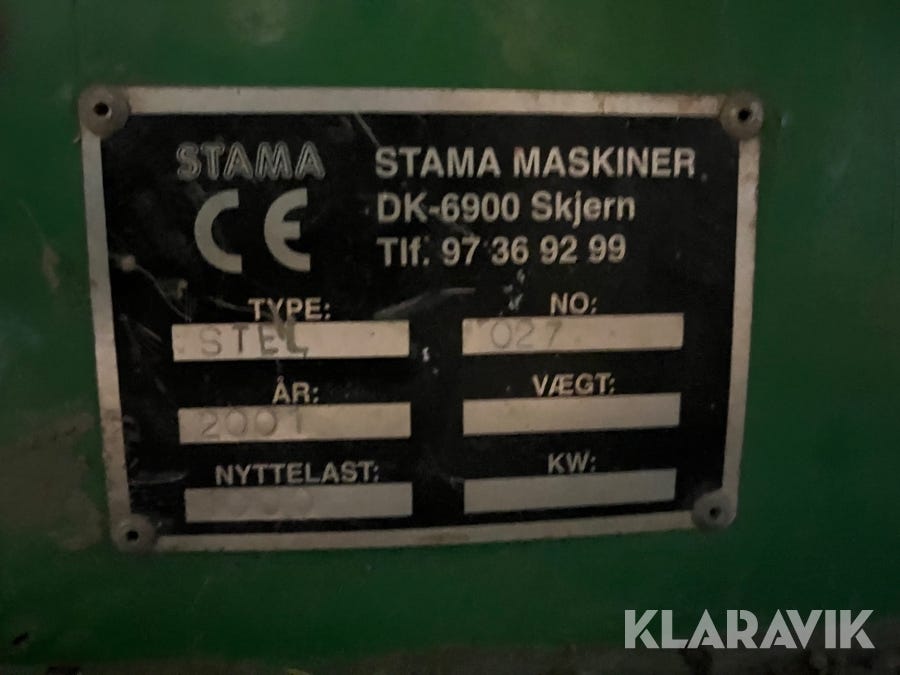 STAMA
CE
STAMA MASKINER
DK-6900 Skjern
Tlf. 97 36 92 99
TYPE:
NO:
027
ÅR:
2001
VÆGT:
NYTTELAST:
KW:
KLARAVIK